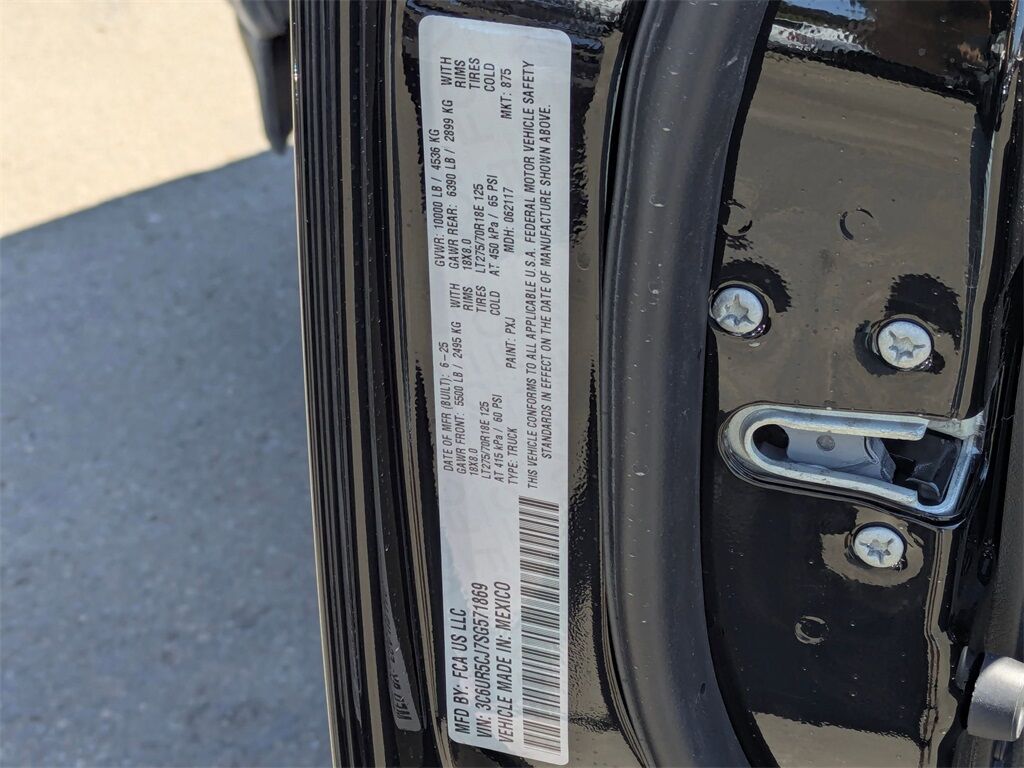 MFD BY: FCA US LLC
VIN: 3C6UR5CJ7SG571869
VEHICLE MADE IN: MEXICO
DATE OF MFR (BUILT): 6-25
GAWR FRONT: 5500 LB / 2495 KG WITH
18X8.0 RIMS
LT275/70R18E 125 TIRES
AT 415 kPa / 60 PSI COLD
TYPE: TRUCK PAINT: PXJ
GVWR: 10000 LB / 4536 KG
GAWR REAR: 6390 LB / 2899 KG WITH
18X8.0 RIMS
LT275/70R18E 125 TIRES
AT 450 kPa / 65 PSI COLD
MDH: 062117 MKT: 875
THIS VEHICLE CONFORMS TO ALL APPLICABLE U.S.A. FEDERAL MOTOR VEHICLE SAFETY
STANDARDS IN EFFECT ON THE DATE OF MANUFACTURE SHOWN ABOVE.